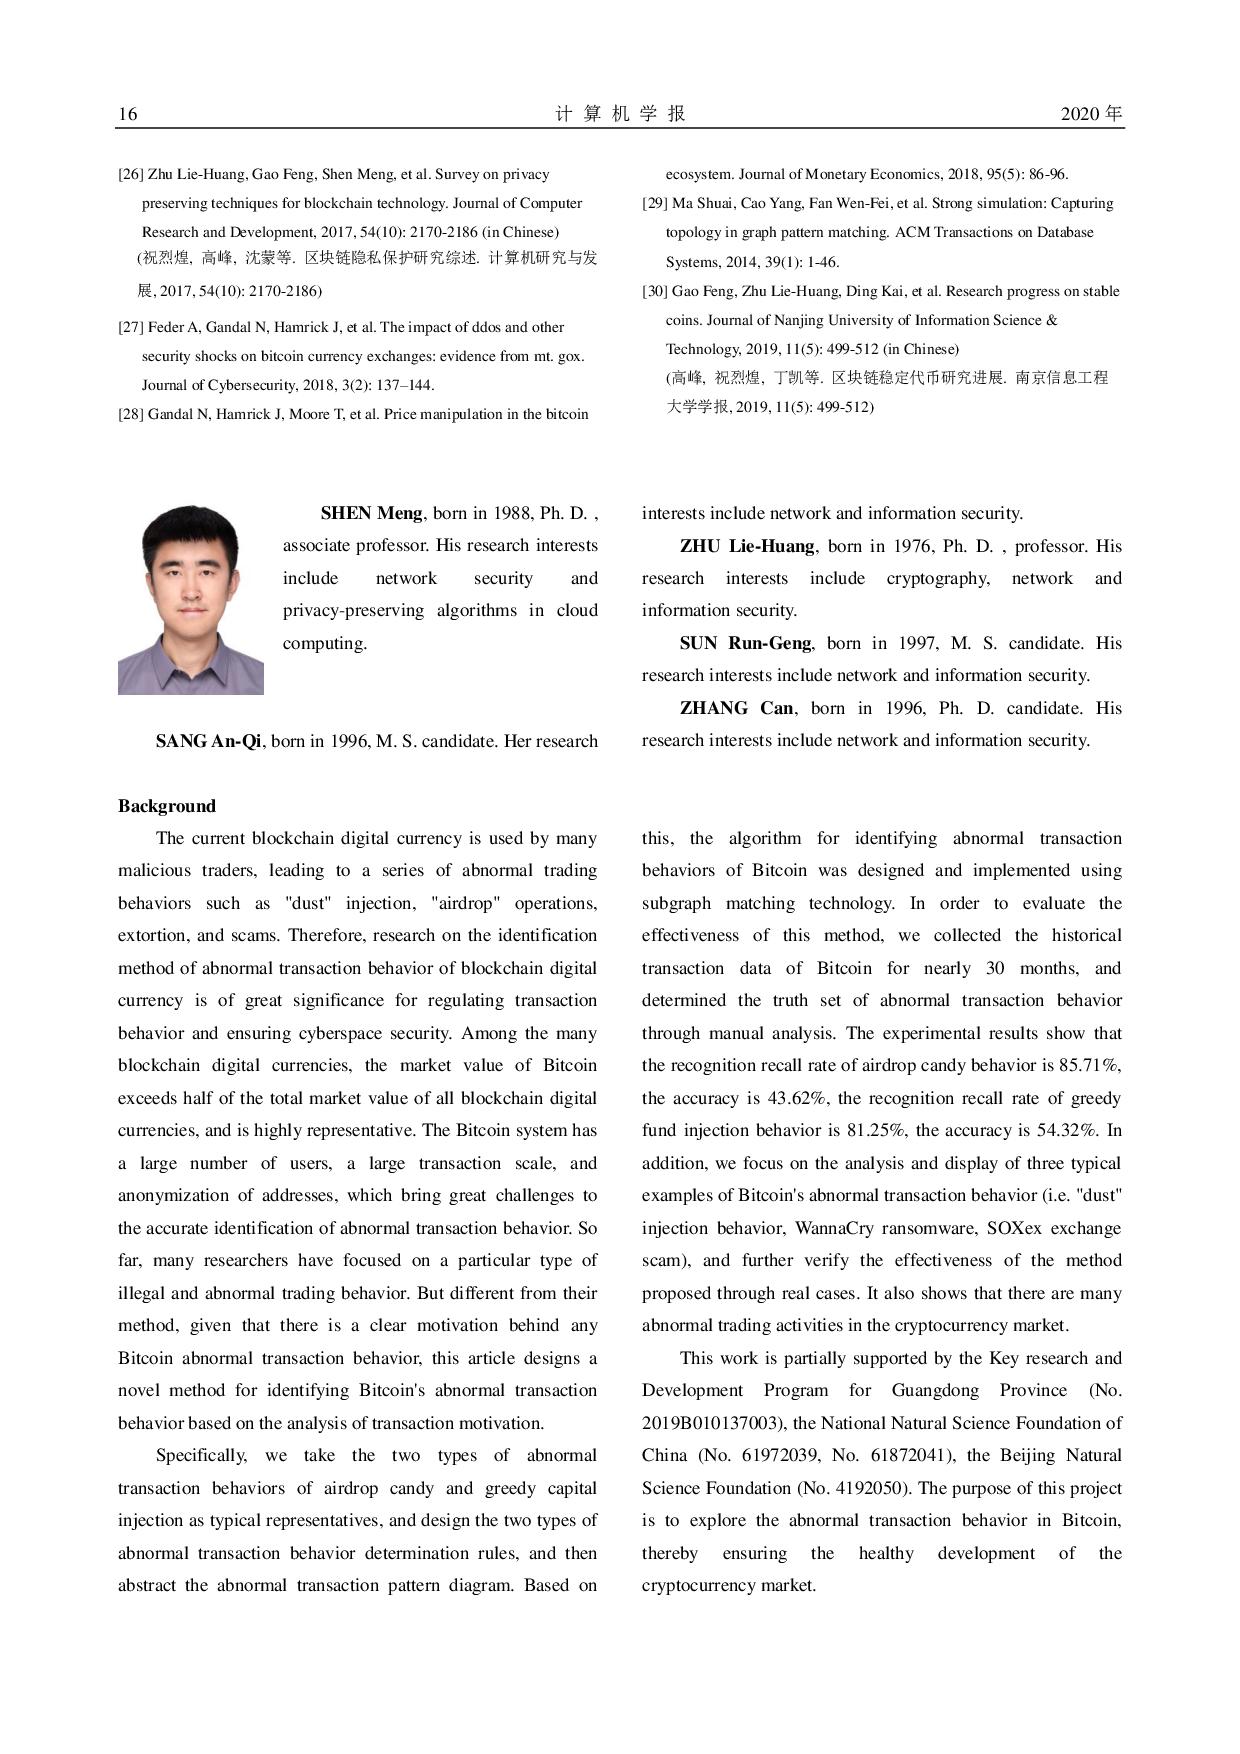 16
计 算 机 学 报
2020 年
[26] Zhu Lie-Huang, Gao Feng, Shen Meng, et al. Survey on privacy
preserving techniques for blockchain technology. Journal of Computer
Research and Development, 2017, 54(10): 2170-2186 (in Chinese)
(祝烈煌, 高峰, 沈蒙等. 区块链隐私保护研究综述. 计算机研究与发
展, 2017, 54(10): 2170-2186)
[27] Feder A, Gandal N, Hamrick J, et al. The impact of ddos and other
security shocks on bitcoin currency exchanges: evidence from mt. gox.
Journal of Cybersecurity, 2018, 3(2): 137–144.
[28] Gandal N, Hamrick J, Moore T, et al. Price manipulation in the bitcoin
ecosystem. Journal of Monetary Economics, 2018, 95(5): 86-96.
[29] Ma Shuai, Cao Yang, Fan Wen-Fei, et al. Strong simulation: Capturing
topology in graph pattern matching. ACM Transactions on Database
Systems, 2014, 39(1): 1-46.
[30] Gao Feng, Zhu Lie-Huang, Ding Kai, et al. Research progress on stable
coins. Journal of Nanjing University of Information Science &
Technology, 2019, 11(5): 499-512 (in Chinese)
(高峰, 祝烈煌, 丁凯等. 区块链稳定代币研究进展. 南京信息工程
大学学报, 2019, 11(5): 499-512)
SHEN Meng, born in 1988, Ph. D. ,
associate professor. His research interests
include network security and
privacy-preserving algorithms in cloud
computing.
SANG An-Qi, born in 1996, M. S. candidate. Her research
interests include network and information security.
ZHU Lie-Huang, born in 1976, Ph. D. , professor. His
research interests include cryptography, network and
information security.
SUN Run-Geng, born in 1997, M. S. candidate. His
research interests include network and information security.
ZHANG Can, born in 1996, Ph. D. candidate. His
research interests include network and information security.
Background
The current blockchain digital currency is used by many
malicious traders, leading to a series of abnormal trading
behaviors such as "dust" injection, "airdrop" operations,
extortion, and scams. Therefore, research on the identification
method of abnormal transaction behavior of blockchain digital
currency is of great significance for regulating transaction
behavior and ensuring cyberspace security. Among the many
blockchain digital currencies, the market value of Bitcoin
exceeds half of the total market value of all blockchain digital
currencies, and is highly representative. The Bitcoin system has
a large number of users, a large transaction scale, and
anonymization of addresses, which bring great challenges to
the accurate identification of abnormal transaction behavior. So
far, many researchers have focused on a particular type of
illegal and abnormal trading behavior. But different from their
method, given that there is a clear motivation behind any
Bitcoin abnormal transaction behavior, this article designs a
novel method for identifying Bitcoin's abnormal transaction
behavior based on the analysis of transaction motivation.
Specifically, we take the two types of abnormal
transaction behaviors of airdrop candy and greedy capital
injection as typical representatives, and design the two types of
abnormal transaction behavior determination rules, and then
abstract the abnormal transaction pattern diagram. Based on
this, the algorithm for identifying abnormal transaction
behaviors of Bitcoin was designed and implemented using
subgraph matching technology. In order to evaluate the
effectiveness of this method, we collected the historical
transaction data of Bitcoin for nearly 30 months, and
determined the truth set of abnormal transaction behavior
through manual analysis. The experimental results show that
the recognition recall rate of airdrop candy behavior is 85.71%,
the accuracy is 43.62%, the recognition recall rate of greedy
fund injection behavior is 81.25%, the accuracy is 54.32%. In
addition, we focus on the analysis and display of three typical
examples of Bitcoin's abnormal transaction behavior (i.e. "dust"
injection behavior, WannaCry ransomware, SOXex exchange
scam), and further verify the effectiveness of the method
proposed through real cases. It also shows that there are many
abnormal trading activities in the cryptocurrency market.
This work is partially supported by the Key research and
Development Program for Guangdong Province (No.
2019B010137003), the National Natural Science Foundation of
China (No. 61972039, No. 61872041), the Beijing Natural
Science Foundation (No. 4192050). The purpose of this project
is to explore the abnormal transaction behavior in Bitcoin,
thereby ensuring the healthy development of the
cryptocurrency market.